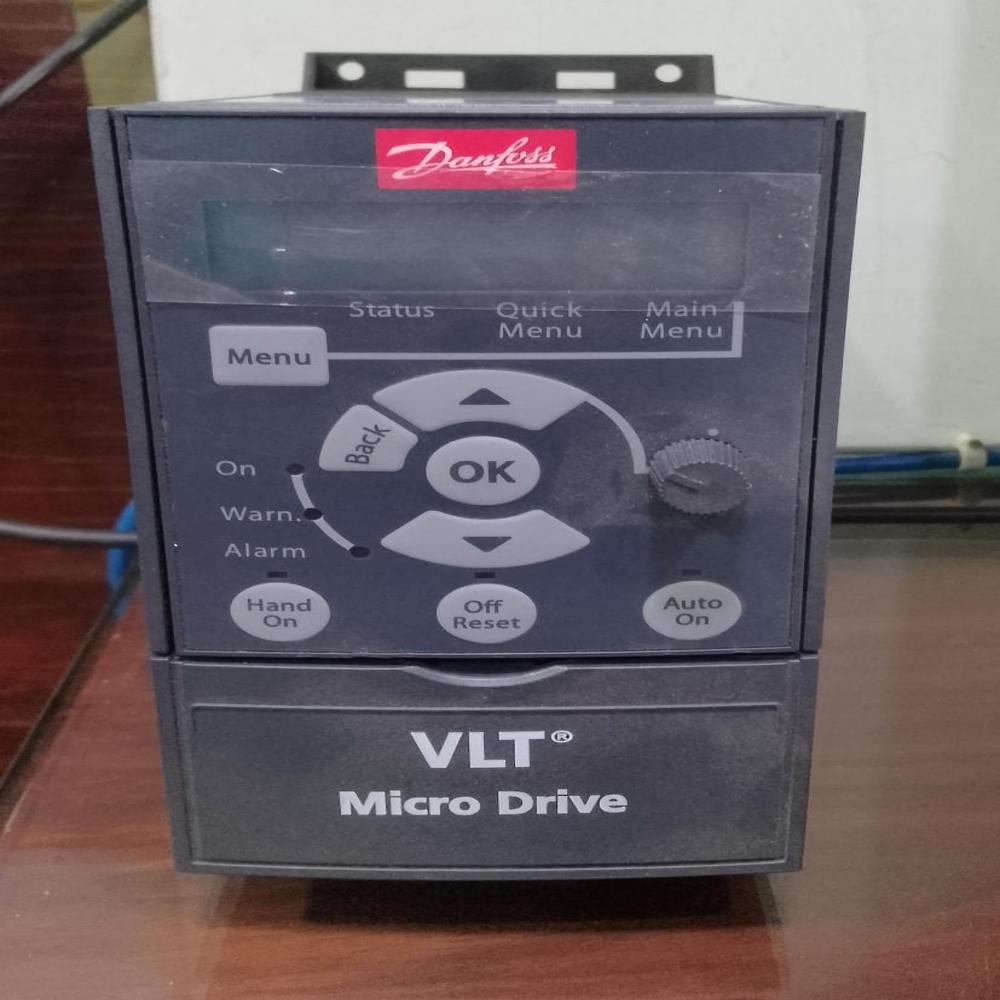 Danfoss
Status
Quick
Menu
Main
Menu
Menu
Back
OK
On
Warn.
Alarm
Hand
On
Off
Reset
Auto
On
VLT®
Micro Drive